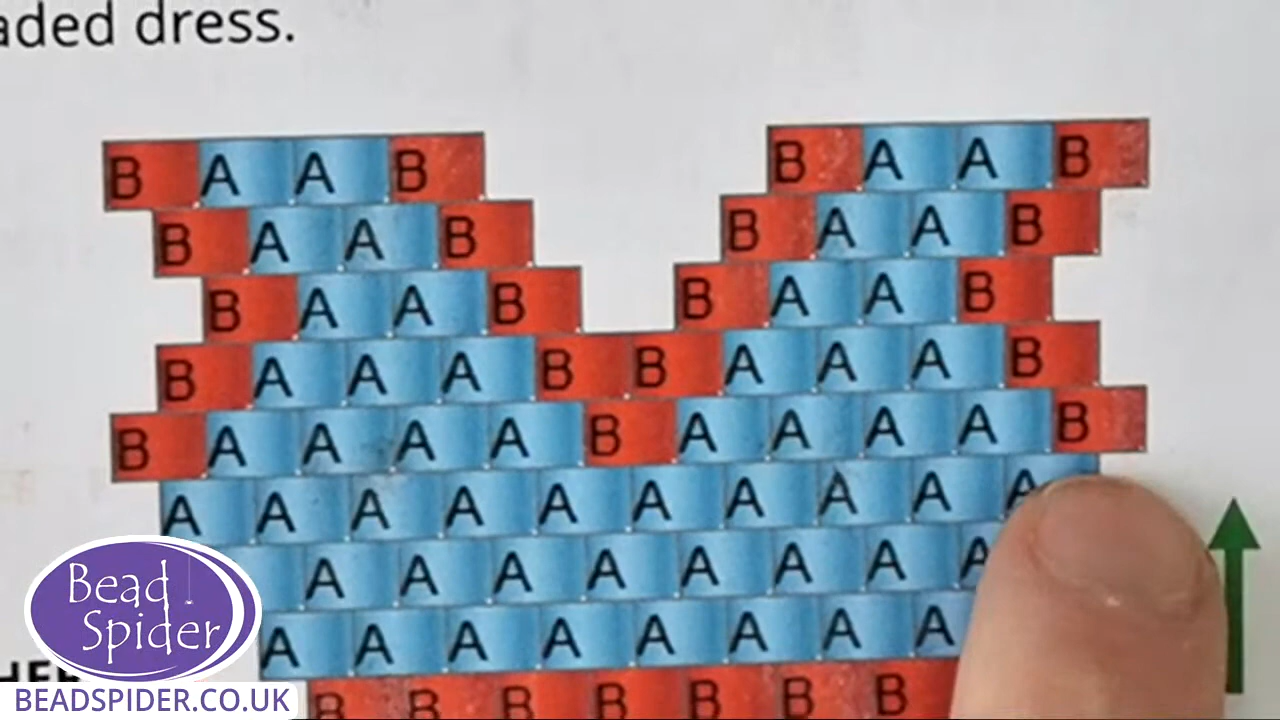 aded dress.
B A A B B A A B
B A A B B A A B
B A A B B A A B
B A A A B B A A A B
B A A A A B A A A A B
A A A A A A A A A A
A A A A A A A A
A A A A A A A A
B B B B B B B
Bead
Spider
BEADSPIDER.CO.UK